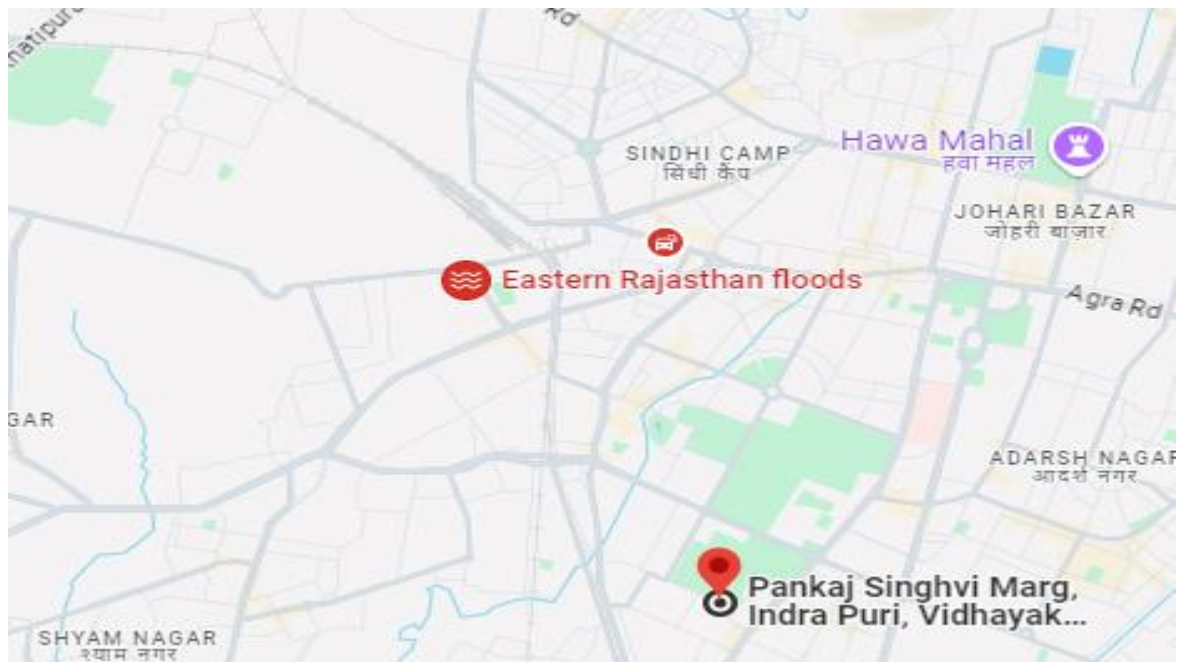 Rd
SINDHI CAMP
सिंधी कैंप
Hawa Mahal
हवा महल
JOHARI BAZAR
जोहरी बाज़ार
Eastern Rajasthan floods
Agra Rd
GAR
ADARSH NAGAR
आदर्श नगर
Pankaj Singhvi Marg,
Indra Puri, Vidhayak...
SHYAM NAGAR
श्याम नगर